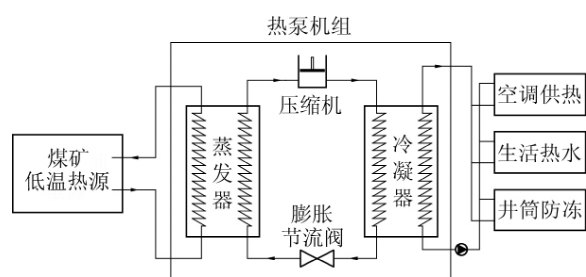 热泵机组
压缩机
空调供热
蒸发器
冷凝器
煤矿
低温热源
生活热水
膨胀
节流阀
井筒防冻